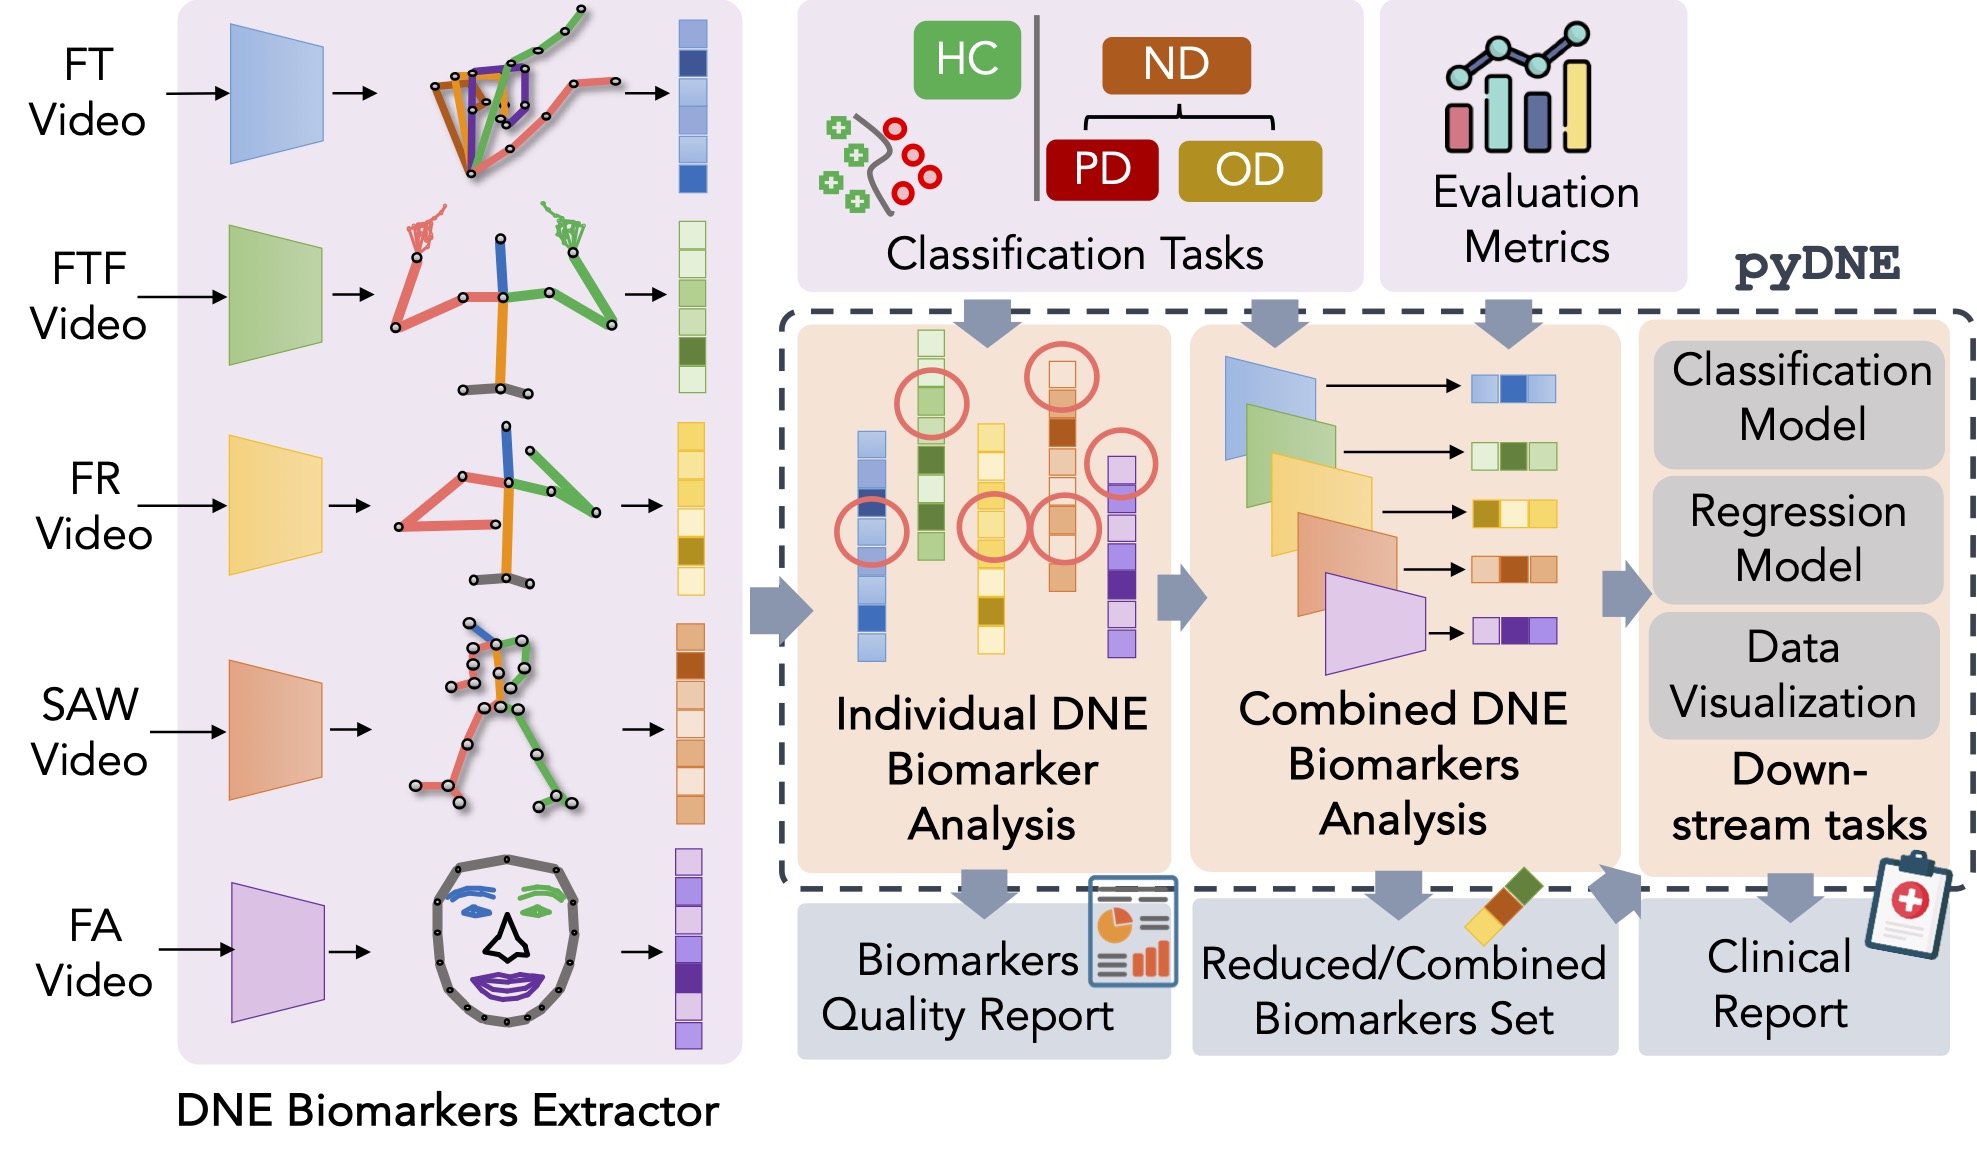 FT
Video
FTF
Video
FR
Video
SAW
Video
FA
Video
DNE Biomarkers Extractor
HC
ND
PD
OD
Classification Tasks
Evaluation
Metrics
pyDNE
Individual DNE
Biomarker
Analysis
Combined DNE
Biomarkers
Analysis
Classification
Model
Regression
Model
Data
Visualization
Down-
stream tasks
Biomarkers
Quality Report
Reduced/Combined
Biomarkers Set
Clinical
Report